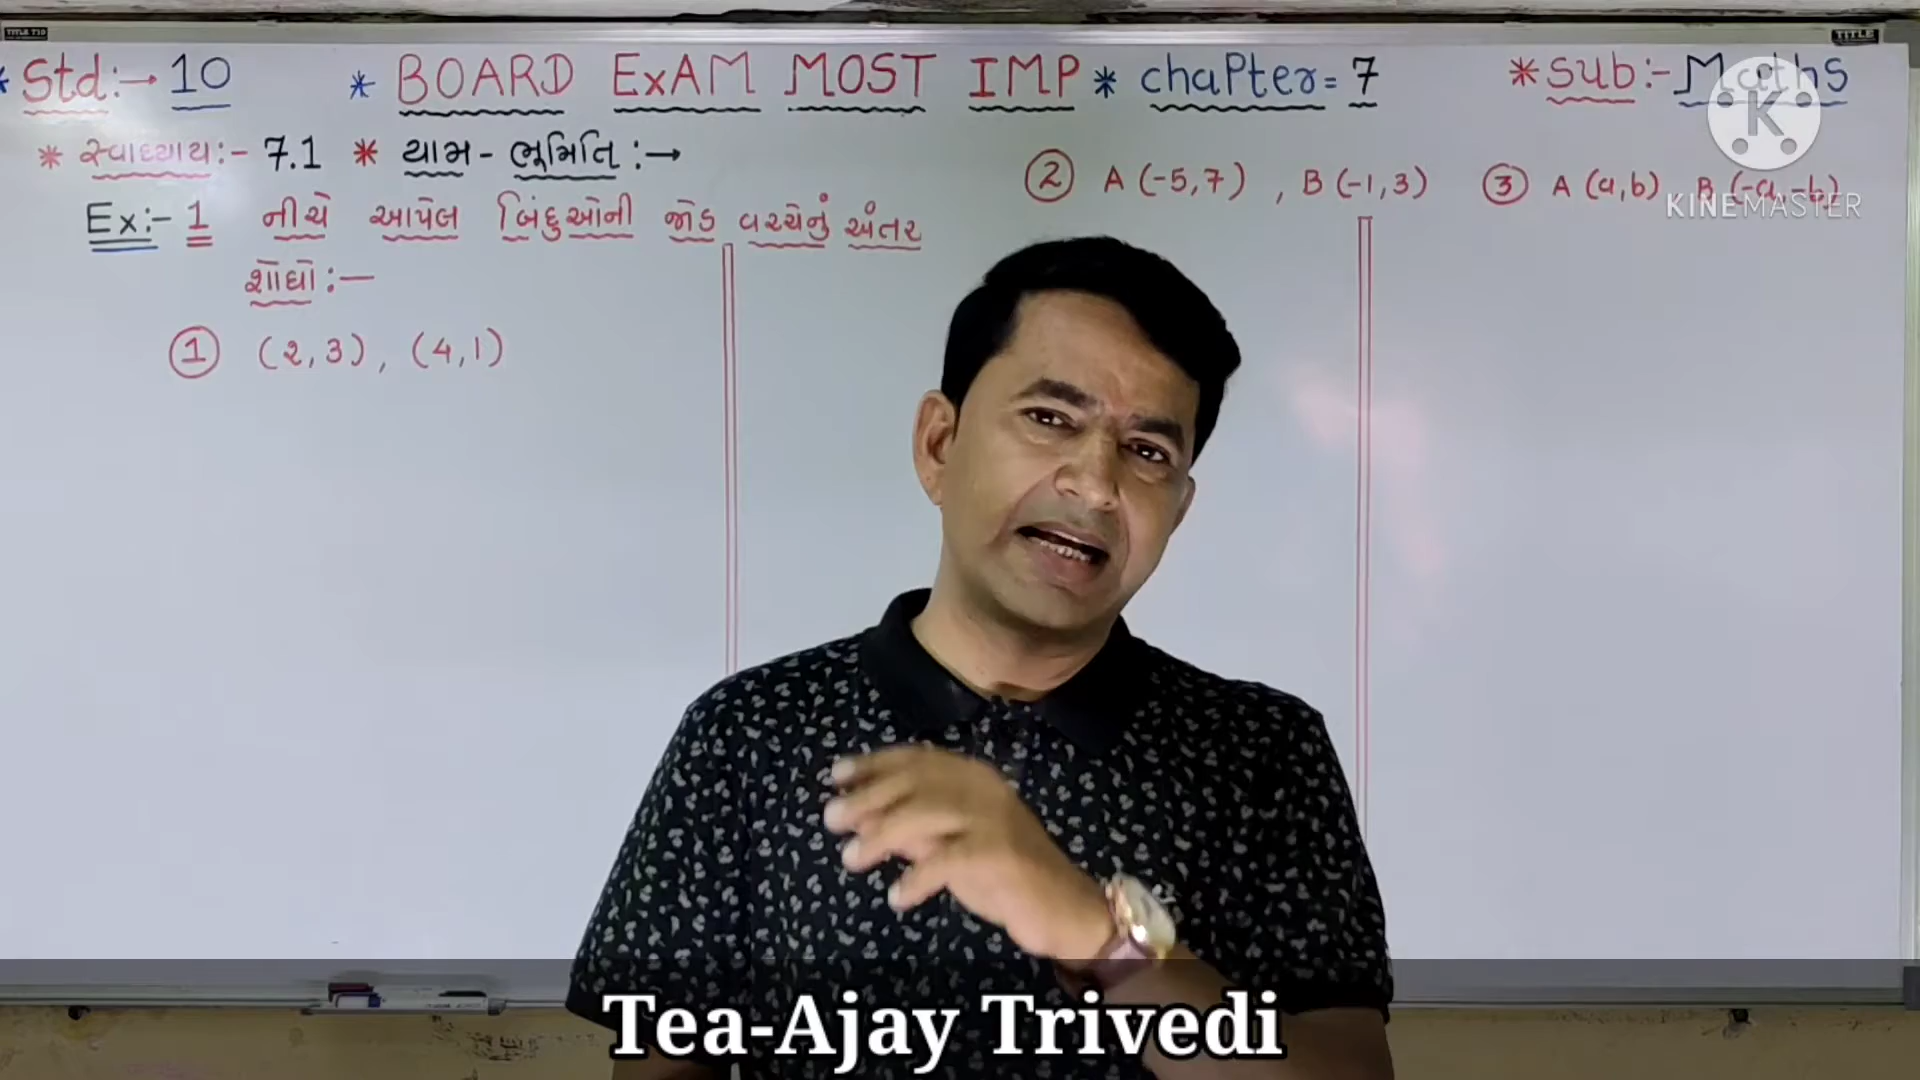 * Std:→ 10 * BOARD ExAM MOST IMP * chaPter = 7 * Sub:- Maths
* સ્વાધ્યાય:- 7.1 * યામ - ભૂમિતિ :→
Ex:- 1 નીચે આપેલ બિંદુઓની જોડ વચ્ચેનું અંતર
શોધો :—
① (2,3) , (4,1)
② A (-5,7) , B (-1,3) ③ A (a,b) , B (-a,-b)
K
KINEMASTER
Tea-Ajay Trivedi